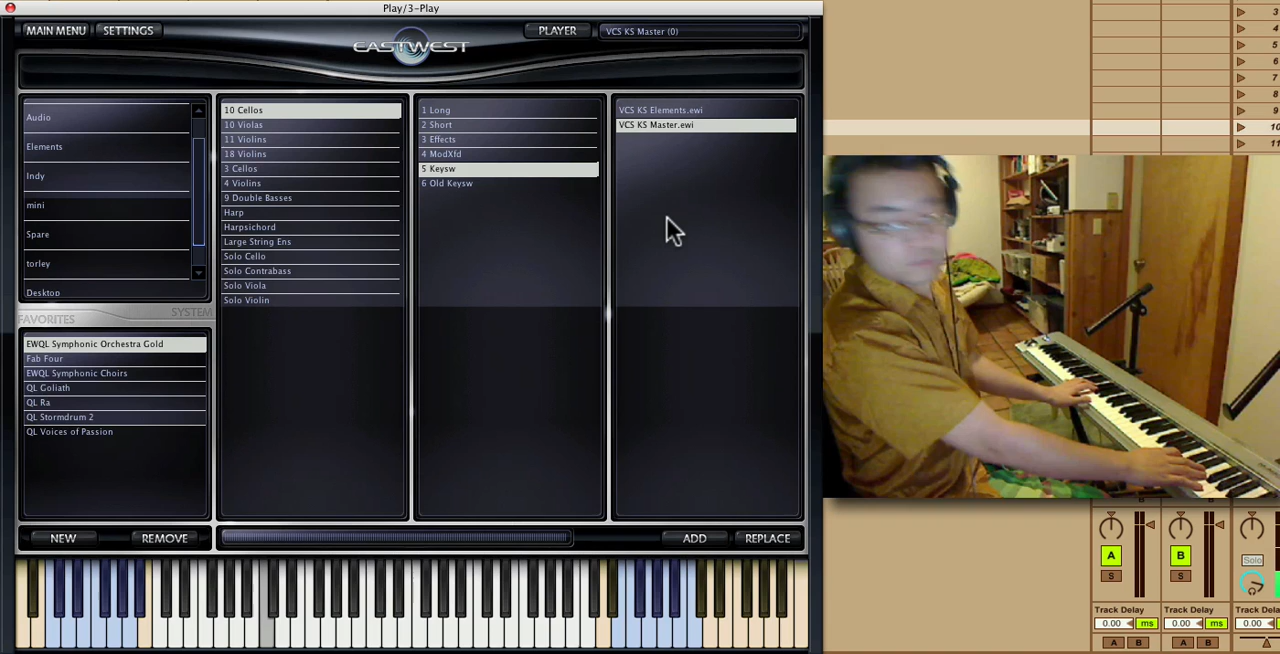 Play/3-Play
MAIN MENU
SETTINGS
EASTWEST
PLAYER
VCS KS Master (0)
Audio
Elements
Indy
mini
Spare
torley
Desktop
FAVORITES
SYSTEM
EWQL Symphonic Orchestra Gold
Fab Four
EWQL Symphonic Choirs
QL Goliath
QL Ra
QL Stormdrum 2
QL Voices of Passion
10 Cellos
10 Violas
11 Violins
18 Violins
3 Cellos
4 Violins
9 Double Basses
Harp
Harpsichord
Large String Ens
Solo Cello
Solo Contrabass
Solo Viola
Solo Violin
1 Long
2 Short
3 Effects
4 ModXfd
5 Keysw
6 Old Keysw
VCS KS Elements.ewi
VCS KS Master.ewi
NEW
REMOVE
ADD
REPLACE
3
4
5
6
7
8
9
10
11
A
B
Solo
S
S
Track Delay
Track Delay
Track Delay
0.00 ms
0.00 ms
0.00
A B
A B